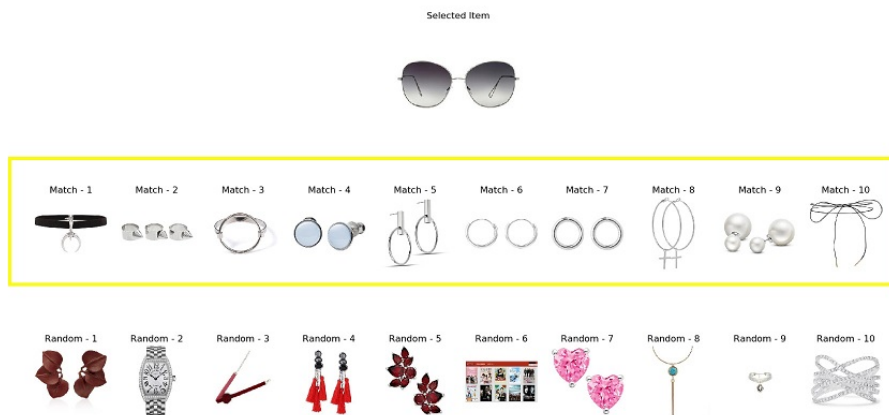 Selected Item
Match - 1 Match - 2 Match - 3 Match - 4 Match - 5 Match - 6 Match - 7 Match - 8 Match - 9 Match - 10
Random - 1 Random - 2 Random - 3 Random - 4 Random - 5 Random - 6 Random - 7 Random - 8 Random - 9 Random - 10